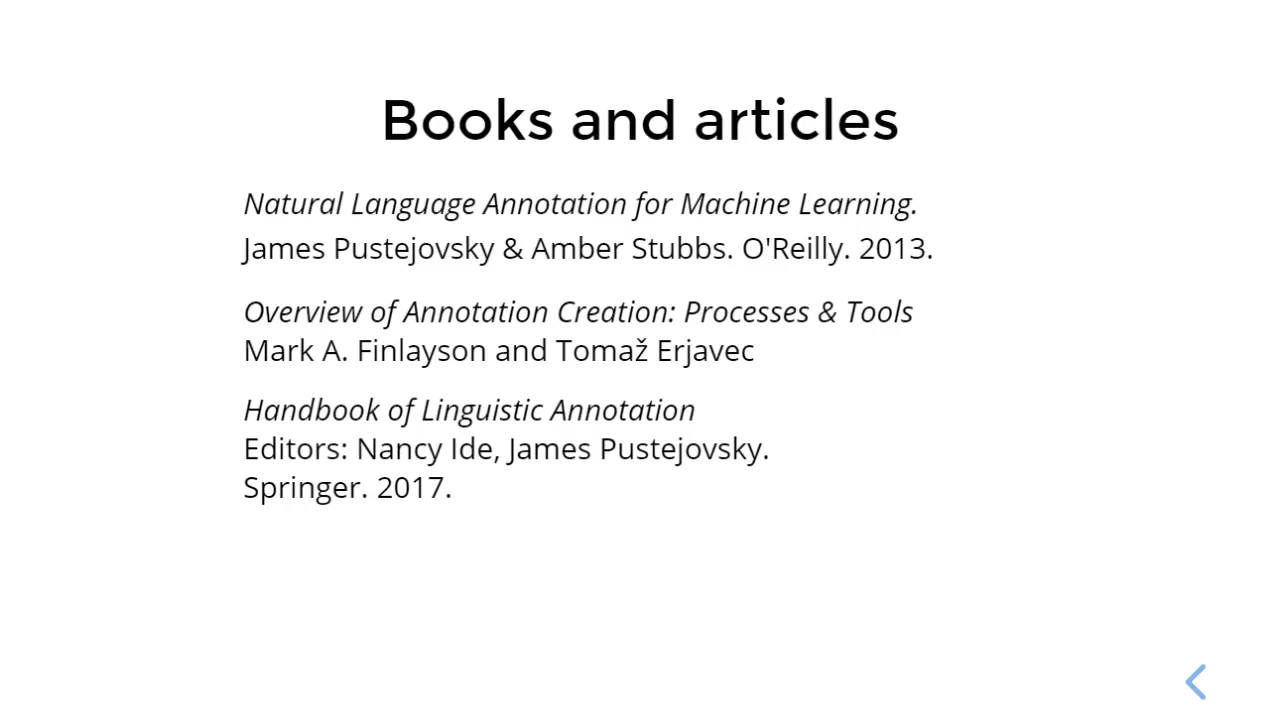 Books and articles
Natural Language Annotation for Machine Learning.
James Pustejovsky & Amber Stubbs. O'Reilly. 2013.
Overview of Annotation Creation: Processes & Tools
Mark A. Finlayson and Tomaž Erjavec
Handbook of Linguistic Annotation
Editors: Nancy Ide, James Pustejovsky.
Springer. 2017.